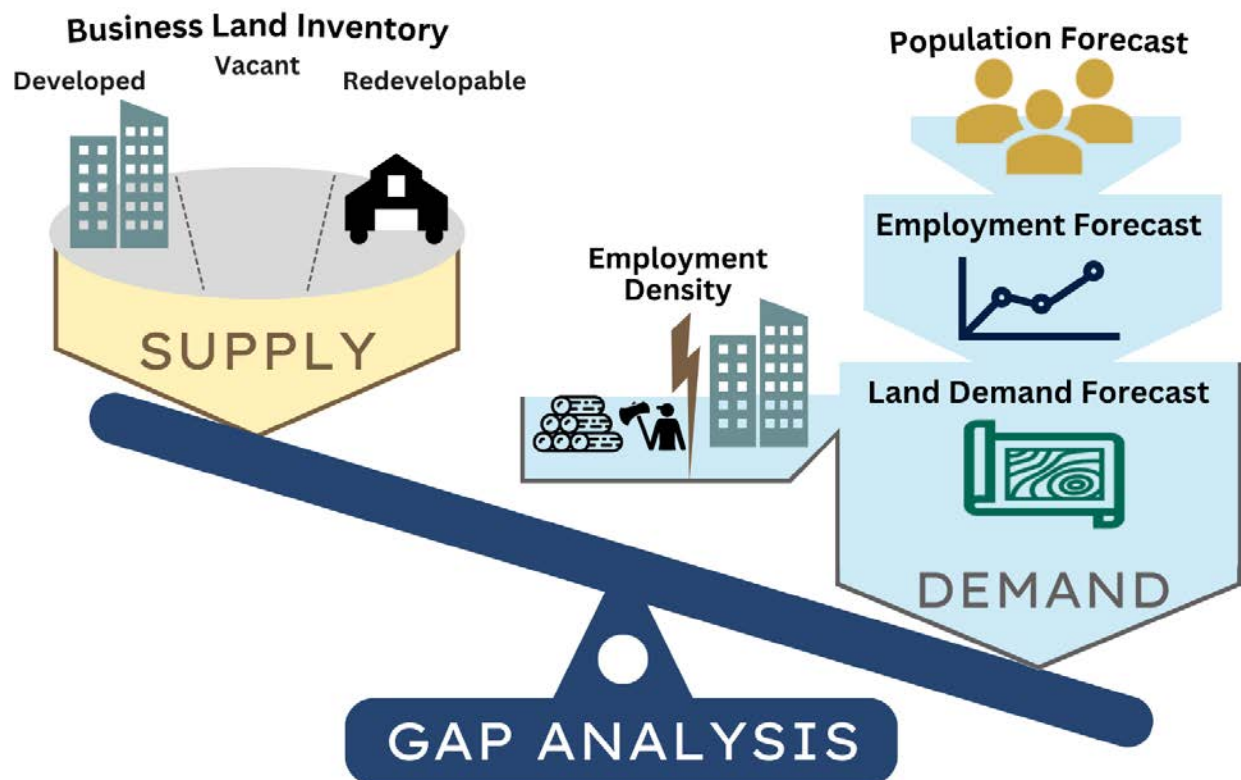 Business Land Inventory
Developed
Vacant
Redevelopable
SUPPLY
Employment
Density
Population Forecast
Employment Forecast
Land Demand Forecast
DEMAND
GAP ANALYSIS